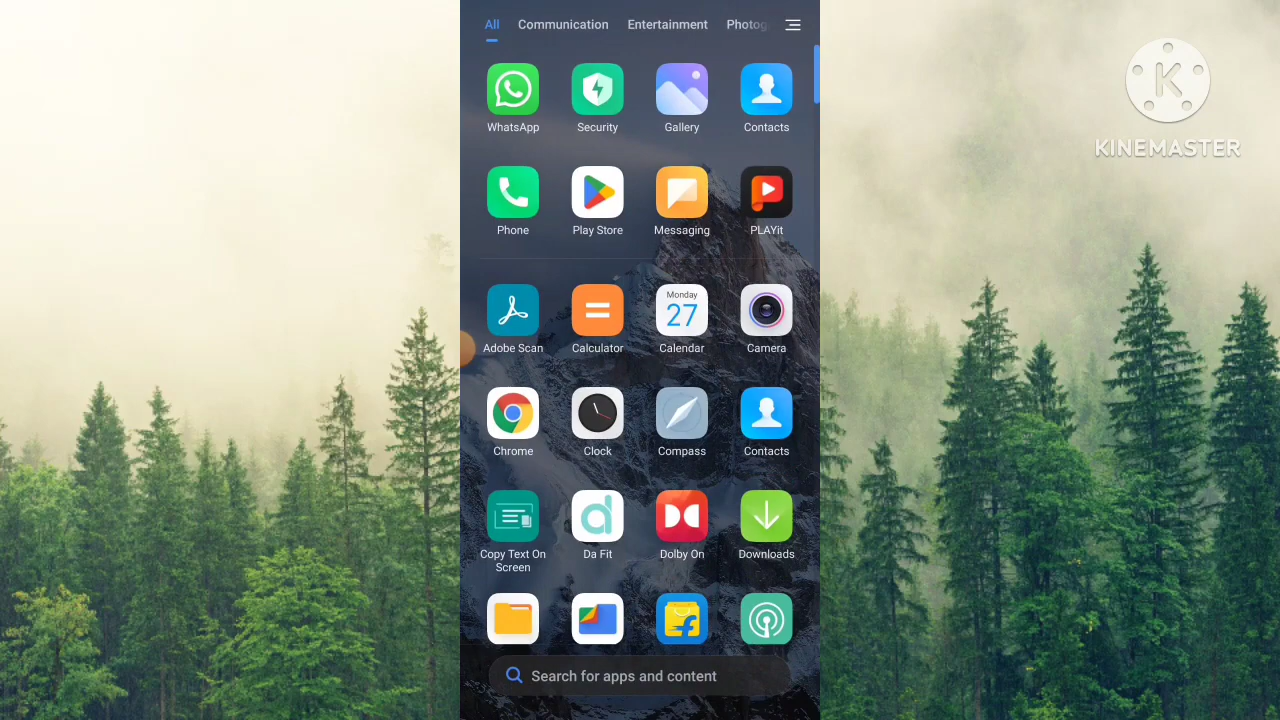 All Communication Entertainment Photog
K
KINEMASTER
WhatsApp Security Gallery Contacts
Phone Play Store Messaging PLAYit
Monday
27
Adobe Scan Calculator Calendar Camera
Chrome Clock Compass Contacts
Copy Text On Screen Da Fit Dolby On Downloads
Search for apps and content